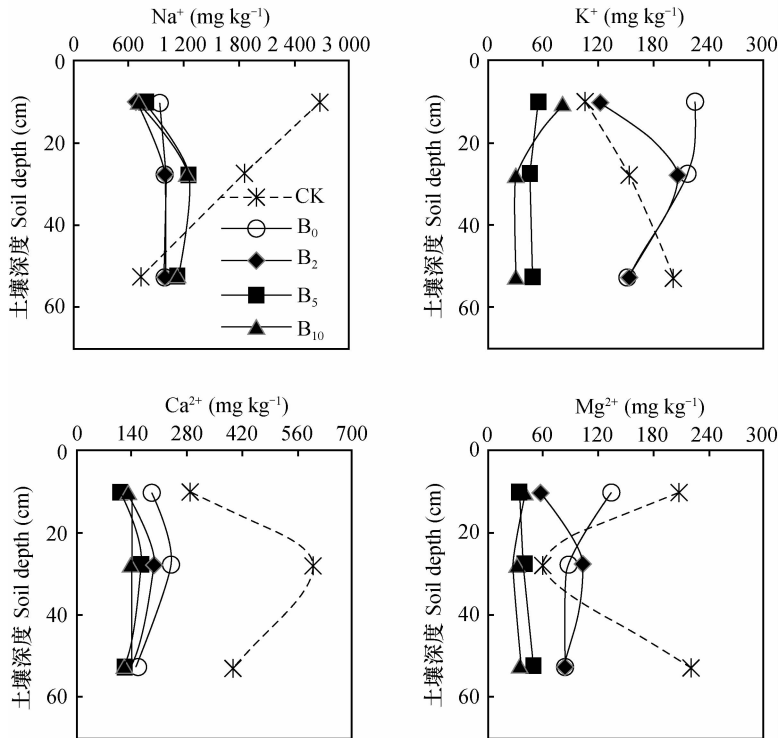 Na⁺ (mg kg⁻¹)
0 600 1 200 1 800 2 400 3 000
0
20
40
60
土壤深度 Soil depth (cm)
CK
B₀
B₂
B₅
B₁₀
K⁺ (mg kg⁻¹)
0 60 120 180 240 300
0
20
40
60
土壤深度 Soil depth (cm)
Ca²⁺ (mg kg⁻¹)
0 140 280 420 560 700
0
20
40
60
土壤深度 Soil depth (cm)
Mg²⁺ (mg kg⁻¹)
0 60 120 180 240 300
0
20
40
60
土壤深度 Soil depth (cm)